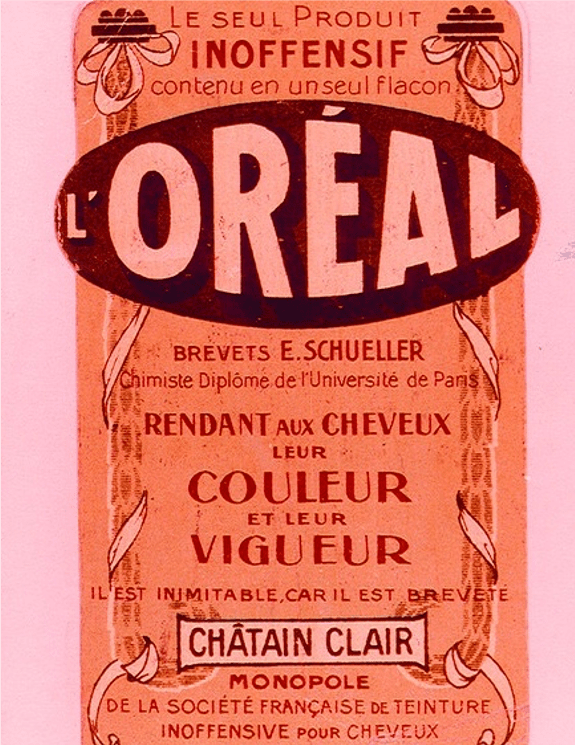 LE SEUL PRODUIT
INOFFENSIF
contenu en un seul flacon
L'ORÉAL
BREVETS E. SCHUELLER
Chimiste Diplôme de l'Université de Paris
RENDANT AUX CHEVEUX
LEUR
COULEUR
ET LEUR
VIGUEUR
IL EST INIMITABLE, CAR IL EST BREVETÉ
CHÂTAIN CLAIR
MONOPOLE
DE LA SOCIÉTÉ FRANÇAISE DE TEINTURE
INOFFENSIVE POUR CHEVEUX